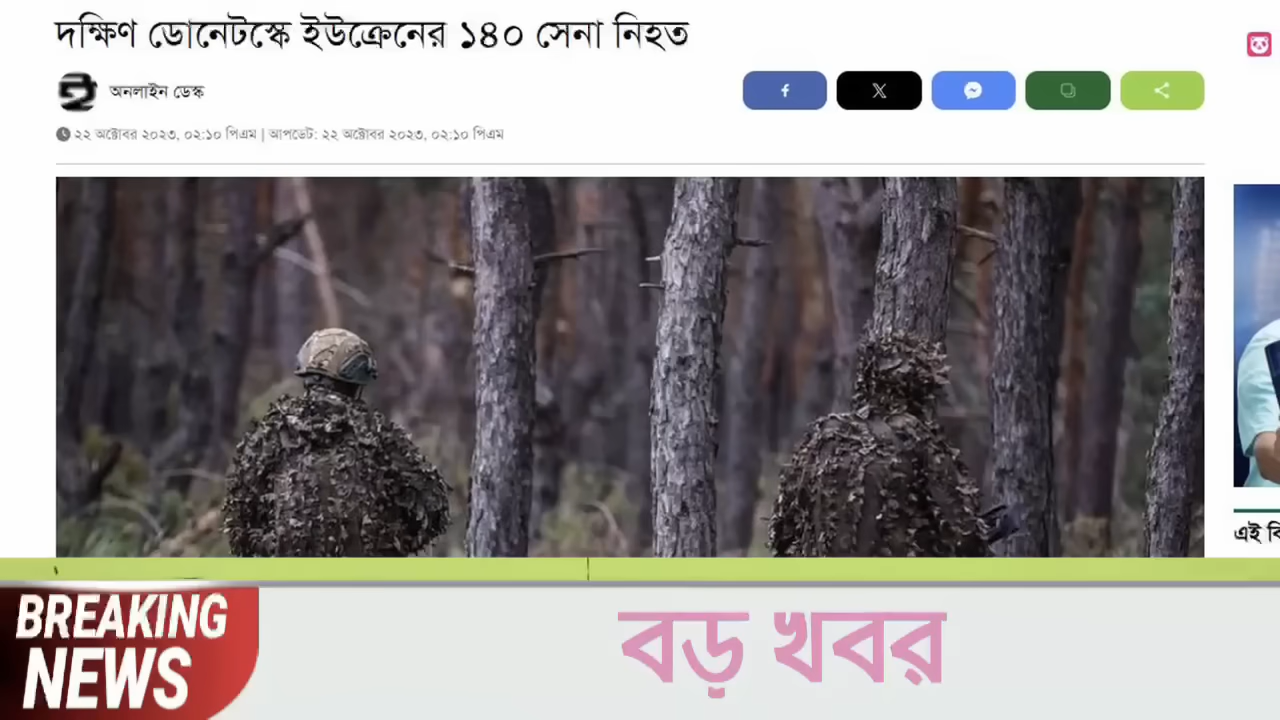 দক্ষিণ ডোনেটস্কে ইউক্রেনের ১৪০ সেনা নিহত
অনলাইন ডেস্ক
২২ অক্টোবর ২০২৩, ০২:১০ পিএম | আপডেট: ২২ অক্টোবর ২০২৩, ০২:১০ পিএম
এই বি
BREAKING
NEWS
বড় খবর